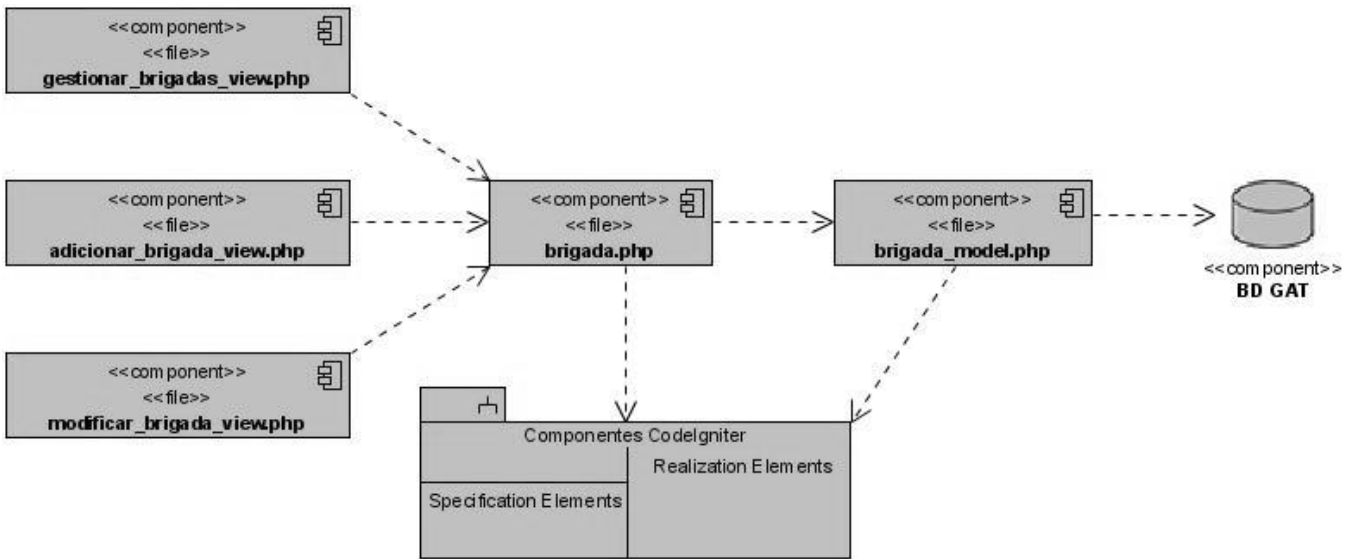 <<component>>
<<file>>
gestionar_brigadas_view.php
<<component>>
<<file>>
adicionar_brigada_view.php
<<component>>
<<file>>
brigada.php
<<component>>
<<file>>
brigada_model.php
<<component>>
BD GAT
<<component>>
<<file>>
modificar_brigada_view.php
Componentes CodeIgniter
Realization Elements
Specification Elements